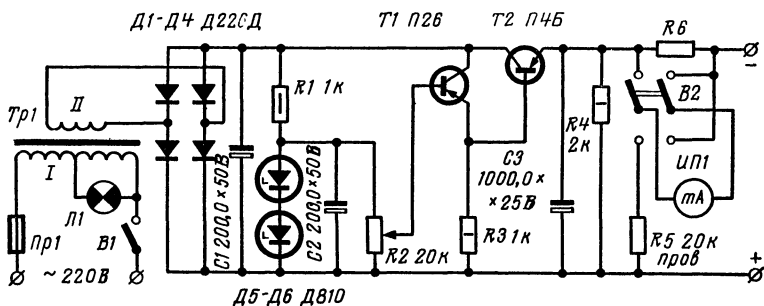 Д1-Д4 Д226Д
Т1 П26
Т2 П4Б
R6
−
II
Тр1
I
Л1
Пр1
В1
~220В
С1 200,0×50В
R1 1к
С2 200,0×50В
R2 20к
Д5-Д6 Д810
R3 1к
С3
1000,0×
×25В
R4
2к
В2
ИП1
mA
R5 20к
пров
+